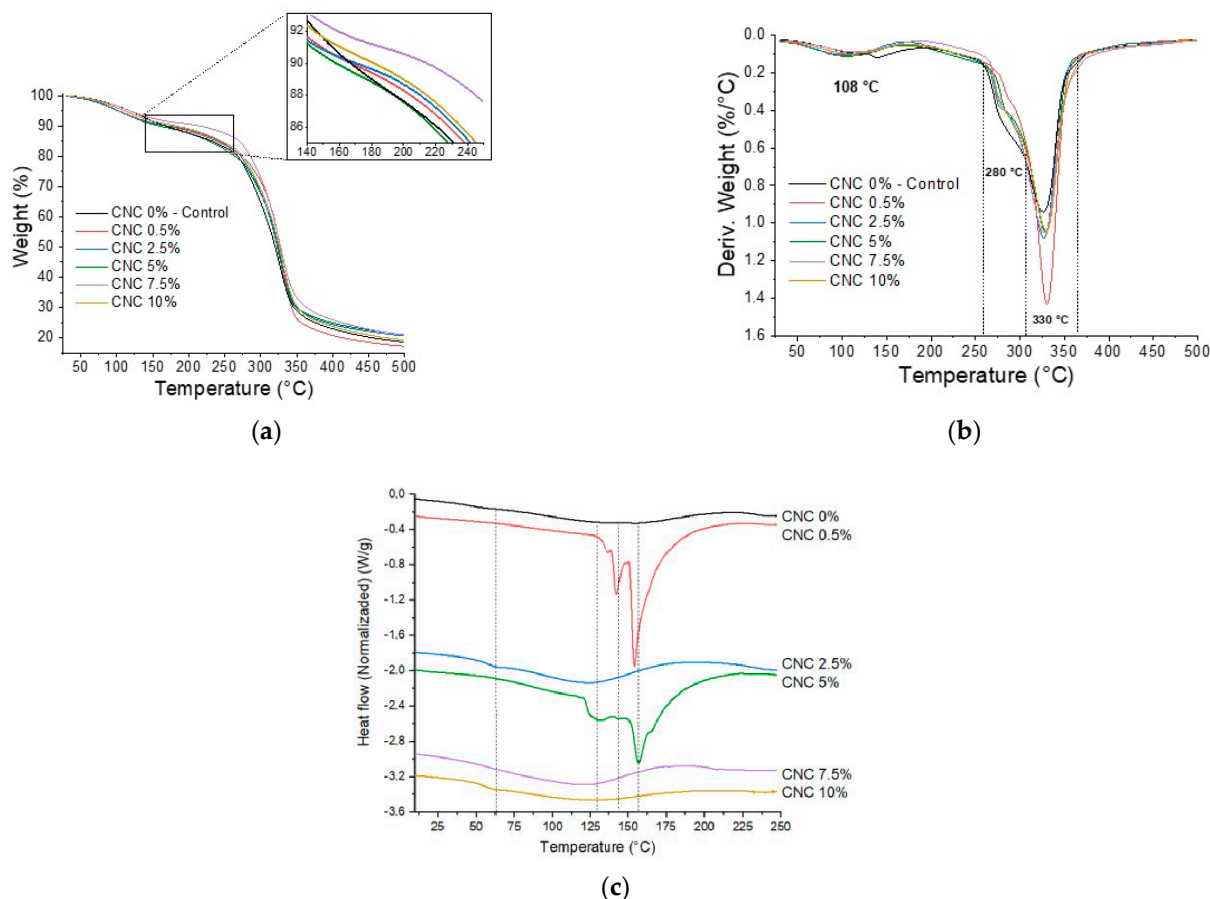 92
90
88
86
140 160 180 200 220 240
100
90
80
70
60
50
40
30
20
Weight (%)
CNC 0% - Control
CNC 0.5%
CNC 2.5%
CNC 5%
CNC 7.5%
CNC 10%
50 100 150 200 250 300 350 400 450 500
Temperature (°C)
(a)
0.0
0.2
0.4
0.6
0.8
1.0
1.2
1.4
1.6
Deriv. Weight (%/°C)
108 °C
280 °C
330 °C
CNC 0% - Control
CNC 0.5%
CNC 2.5%
CNC 5%
CNC 7.5%
CNC 10%
50 100 150 200 250 300 350 400 450 500
Temperature (°C)
(b)
0,0
-0.4
-0.8
-1.2
-1.6
-2.0
-2.4
-2.8
-3.2
-3.6
Heat flow (Normalizaded) (W/g)
CNC 0%
CNC 0.5%
CNC 2.5%
CNC 5%
CNC 7.5%
CNC 10%
25 50 75 100 125 150 175 200 225 250
Temperature (°C)
(c)